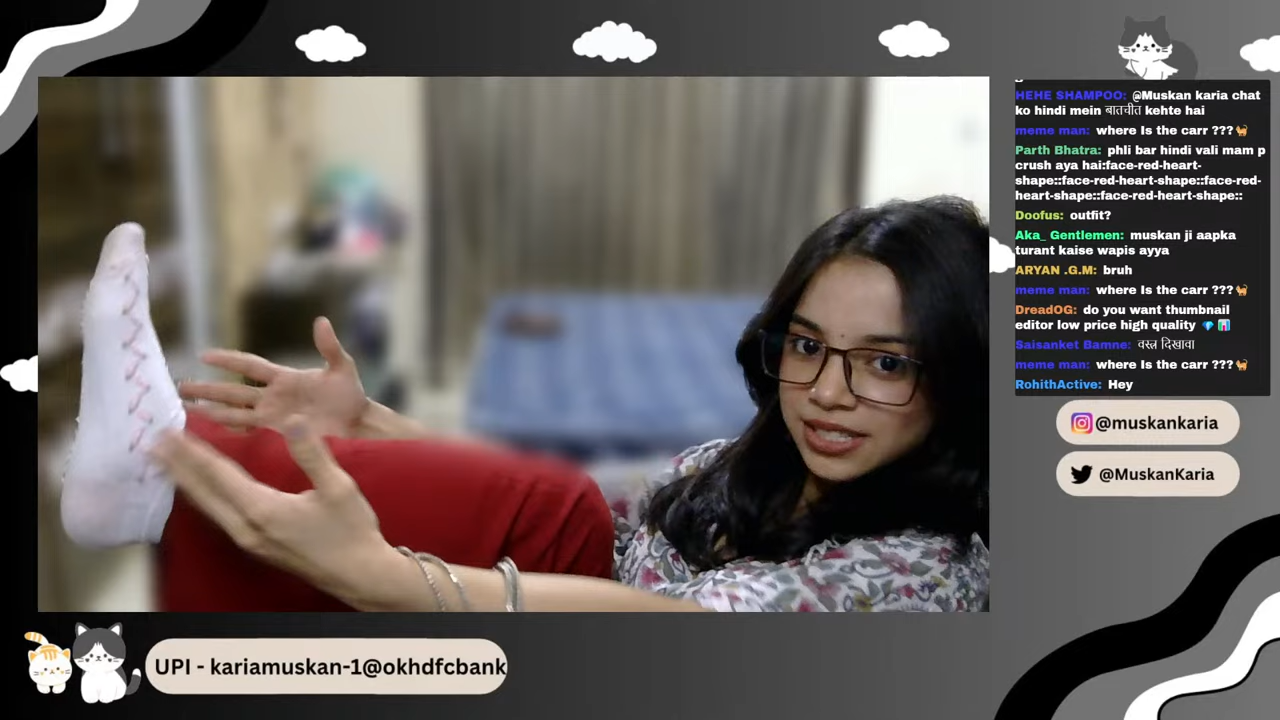 HEHE SHAMPOO: @Muskan karia chat
ko hindi mein बातचीत kehte hai
meme man: where Is the carr ???🐈
Parth Bhatra: phli bar hindi vali mam p
crush aya hai:face-red-heart-
shape::face-red-heart-shape::face-red-
heart-shape::face-red-heart-shape::
Doofus: outfit?
Aka_ Gentlemen: muskan ji aapka
turant kaise wapis ayya
ARYAN .G.M: bruh
meme man: where Is the carr ???🐈
DreadOG: do you want thumbnail
editor low price high quality 💎 📊
Saisanket Bamne: वस्त्र दिखावा
meme man: where Is the carr ???🐈
RohithActive: Hey
@muskankaria
@MuskanKaria
UPI - kariamuskan-1@okhdfcbank